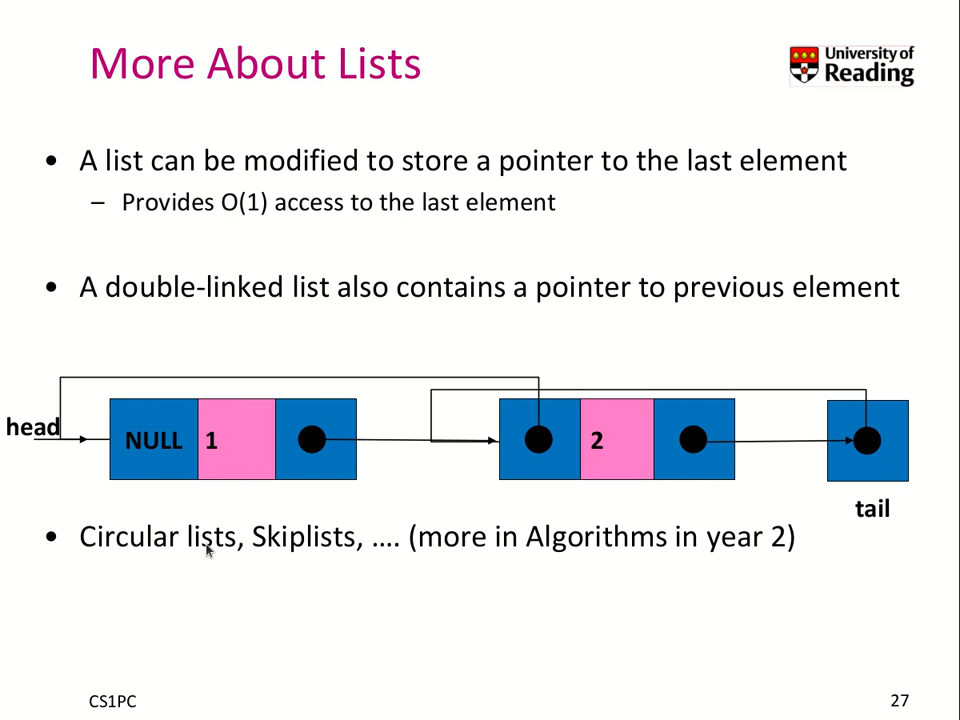 More About Lists
University of
Reading
• A list can be modified to store a pointer to the last element
– Provides O(1) access to the last element
• A double-linked list also contains a pointer to previous element
head
NULL 1
2
tail
• Circular lists, Skiplists, …. (more in Algorithms in year 2)
CS1PC
27